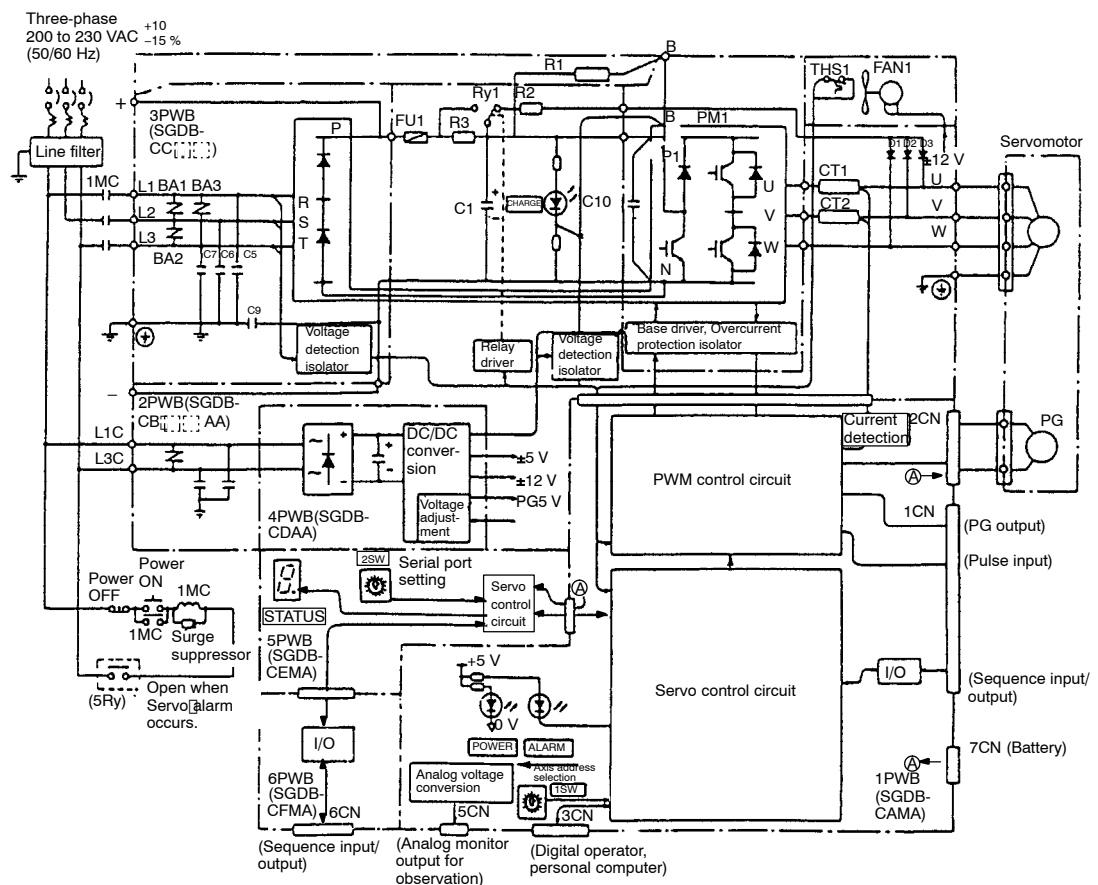 Three-phase
200 to 230 VAC +10
−15 %
(50/60 Hz)
B
R1
THS1
FAN1
+
3PWB
(SGDB-
CC )
Ry1
R2
P
FU1
R3
B
PM1
Line filter
D1 D2 D3
±12 V
Servomotor
1MC
L1 BA1 BA3
P1
CT1
U
U
R
C1
CHARGE
C10
L2
S
V
CT2
V
L3
T
W
W
BA2
C7 C6 C5
N
C9
Voltage
detection
isolator
Relay
driver
Voltage
detection
isolator
Base driver, Overcurrent
protection isolator
−
2PWB(SGDB-
CB AA)
L1C
L3C
+
−
+
DC/DC
conver-
sion
±5 V
±12 V
PG5 V
Voltage
adjust-
ment
4PWB(SGDB-
CDAA)
PWM control circuit
Current
detection
2CN
PG
A
1CN
(PG output)
(Pulse input)
2SW
Serial port
setting
Power
ON
Power
OFF
1MC
1MC
Surge
suppressor
STATUS
Servo
control
circuit
A
5PWB
(SGDB-
CEMA)
(5Ry)
Open when
Servo alarm
occurs.
+5 V
0 V
Servo control circuit
I/O
(Sequence input/
output)
I/O
POWER
ALARM
Analog voltage
conversion
Axis address
selection
1SW
7CN (Battery)
A
1PWB
(SGDB-
CAMA)
6PWB
(SGDB-
CFMA)
6CN
5CN
3CN
(Sequence input/
output)
(Analog monitor
output for
observation)
(Digital operator,
personal computer)